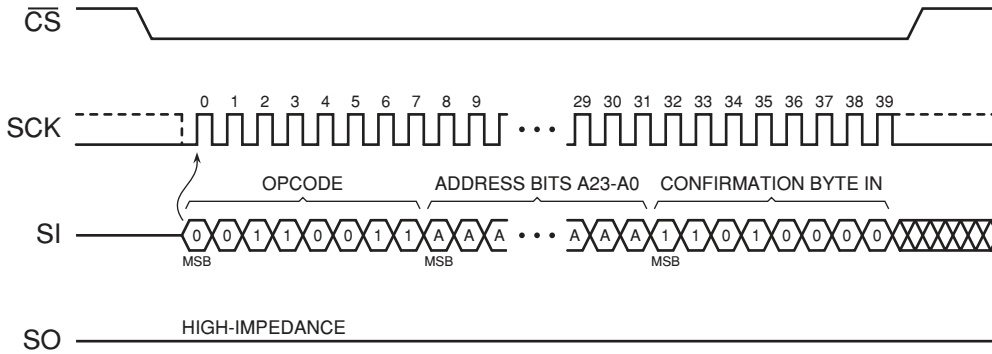 CS
0 1 2 3 4 5 6 7 8 9 29 30 31 32 33 34 35 36 37 38 39
SCK
OPCODE ADDRESS BITS A23-A0 CONFIRMATION BYTE IN
SI 0 0 1 1 0 0 1 1 A A A A A A 1 1 0 1 0 0 0 0
MSB MSB MSB
HIGH-IMPEDANCE
SO